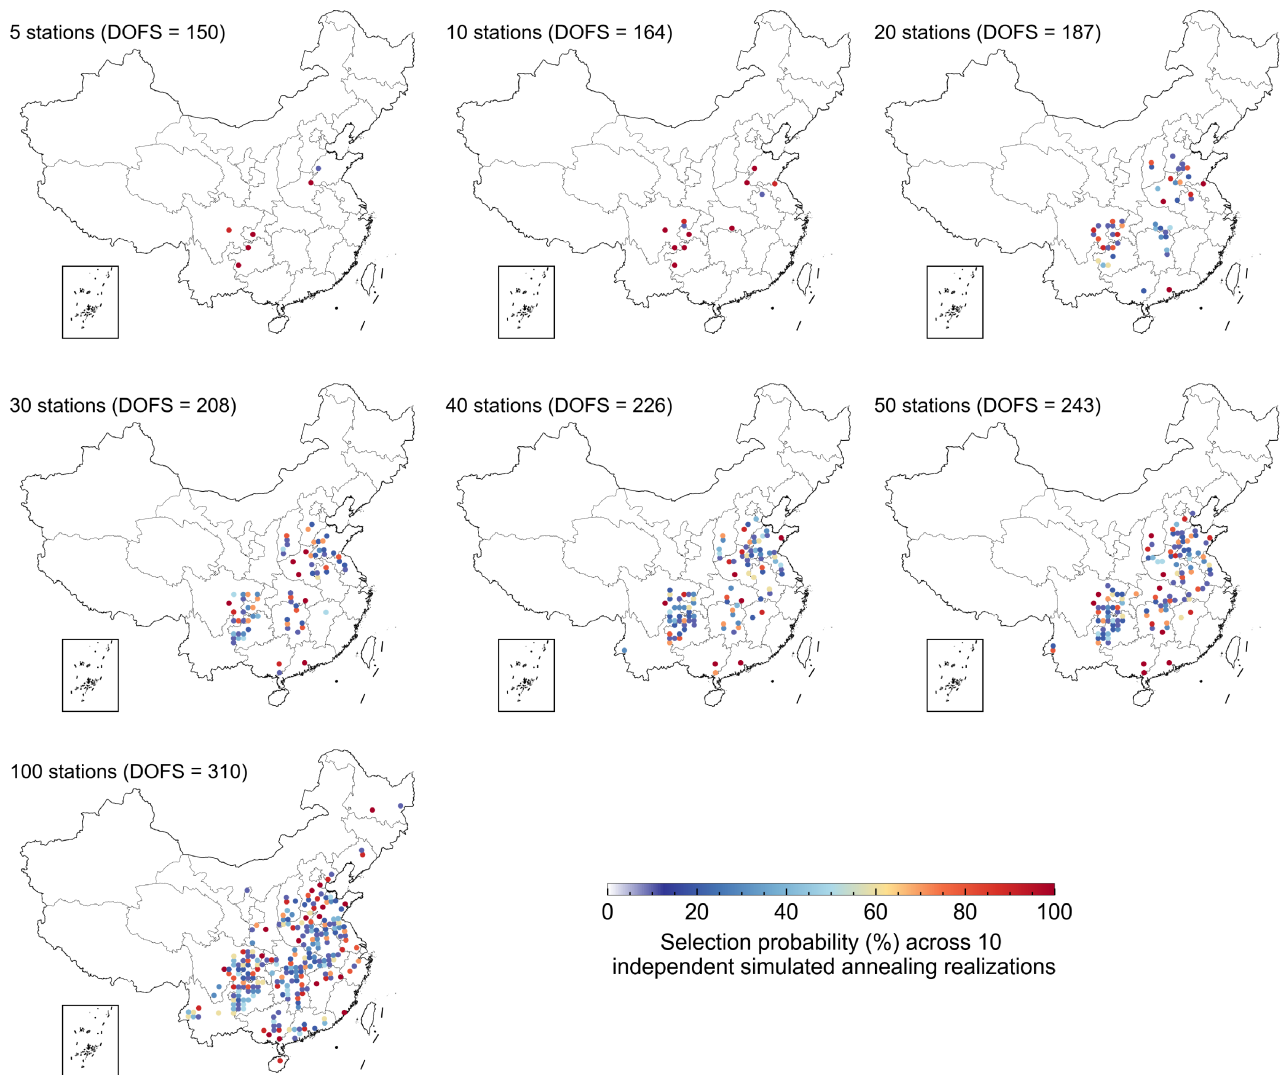 5 stations (DOFS = 150)
10 stations (DOFS = 164)
20 stations (DOFS = 187)
30 stations (DOFS = 208)
40 stations (DOFS = 226)
50 stations (DOFS = 243)
100 stations (DOFS = 310)
0 20 40 60 80 100
Selection probability (%) across 10
independent simulated annealing realizations